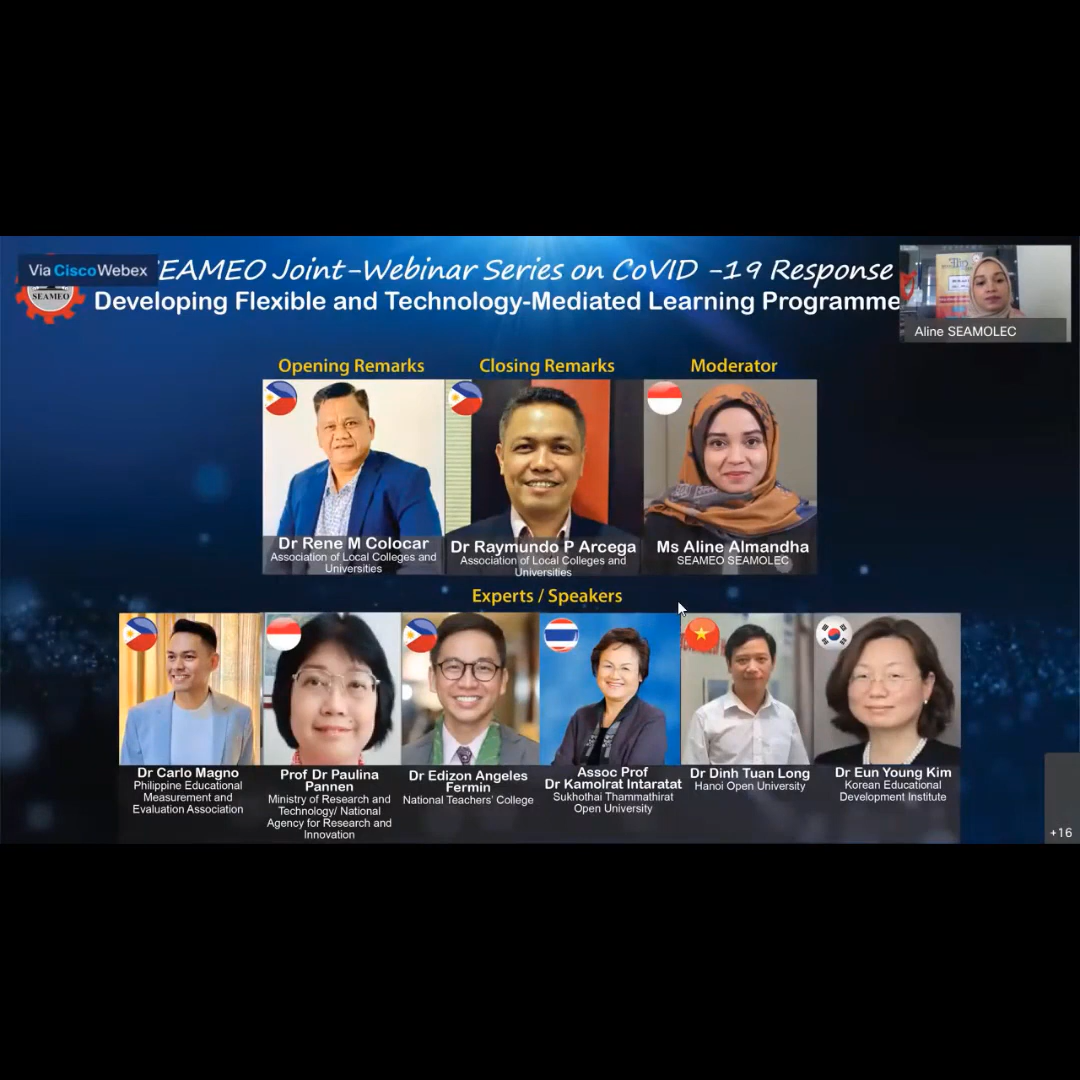 Via Cisco Webex
SEAMEO
SEAMEO Joint-Webinar Series on CoVID -19 Response
Developing Flexible and Technology-Mediated Learning Programme
Aline SEAMOLEC
Opening Remarks
Closing Remarks
Moderator
Dr Rene M Colocar
Association of Local Colleges and
Universities
Dr Raymundo P Arcega
Association of Local Colleges and
Universities
Ms Aline Almandha
SEAMEO SEAMOLEC
Experts / Speakers
Dr Carlo Magno
Philippine Educational
Measurement and
Evaluation Association
Prof Dr Paulina
Pannen
Ministry of Research and
Technology/ National
Agency for Research and
Innovation
Dr Edizon Angeles
Fermin
National Teachers' College
Assoc Prof
Dr Kamolrat Intaratat
Sukhothai Thammathirat
Open University
Dr Dinh Tuan Long
Hanoi Open University
Dr Eun Young Kim
Korean Educational
Development Institute
+16